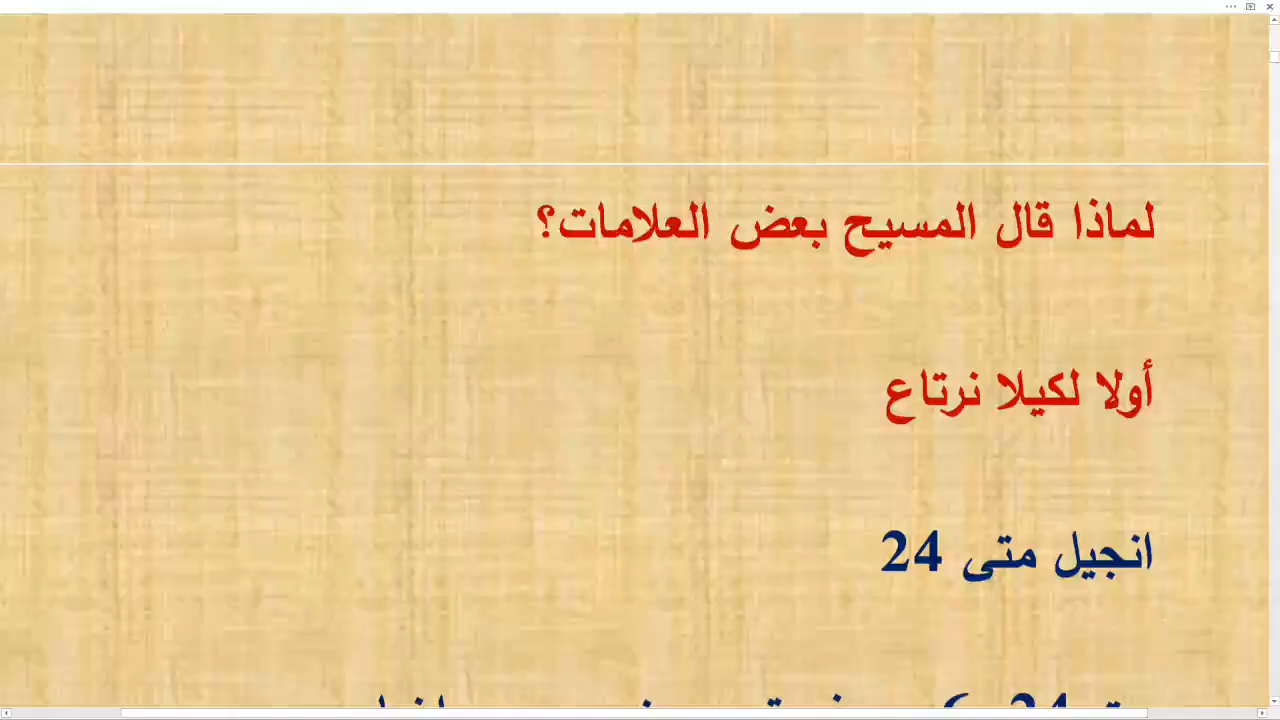 لماذا قال المسيح بعض العلامات؟
أولا لكيلا نرتاع
انجيل متى 24